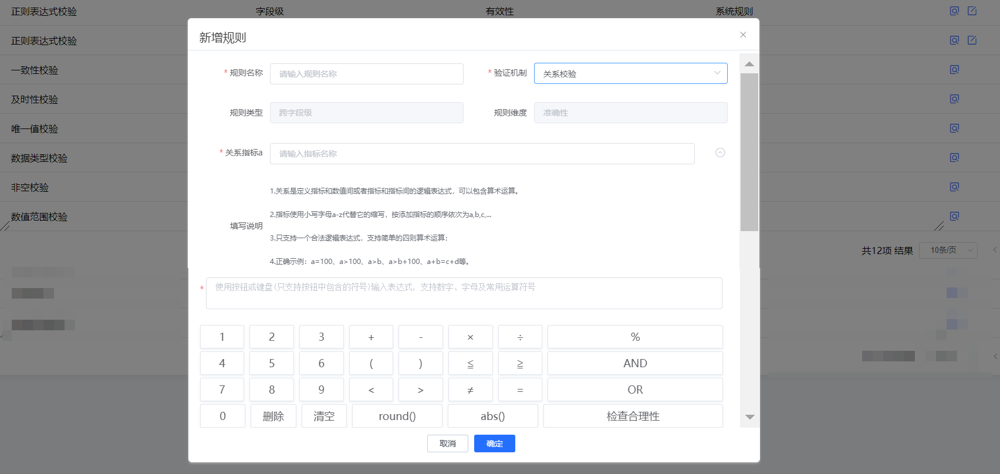 正则表达式校验 字段级 有效性 系统规则
新增规则
正则表达式校验
一致性校验
及时性校验
唯一值校验
数据类型校验
非空校验
数值范围校验
* 规则名称 请输入规则名称 * 验证机制 关系校验
规则类型 跨字段级 规则维度 准确性
* 关系指标a 请输入指标名称
填写说明
1.关系是定义指标和数值间或者指标和指标间的逻辑表达式，可以包含算术运算。
2.指标使用小写字母a-z代替它的缩写，按添加指标的顺序依次为a,b,c,...
3.只支持一个合法逻辑表达式，支持简单的四则算术运算；
4.正确示例：a=100、a>100、a>b、a>b+100、a+b=c+d等。
共12项 结果 10条/页
* 使用按钮或键盘(只支持按钮中包含的符号)输入表达式，支持数字、字母及常用运算符号
1 2 3 + - × ÷ %
4 5 6 ( ) ≦ ≧ AND
7 8 9 < > ≠ = OR
0 删除 清空 round() abs() 检查合理性
取消 确定